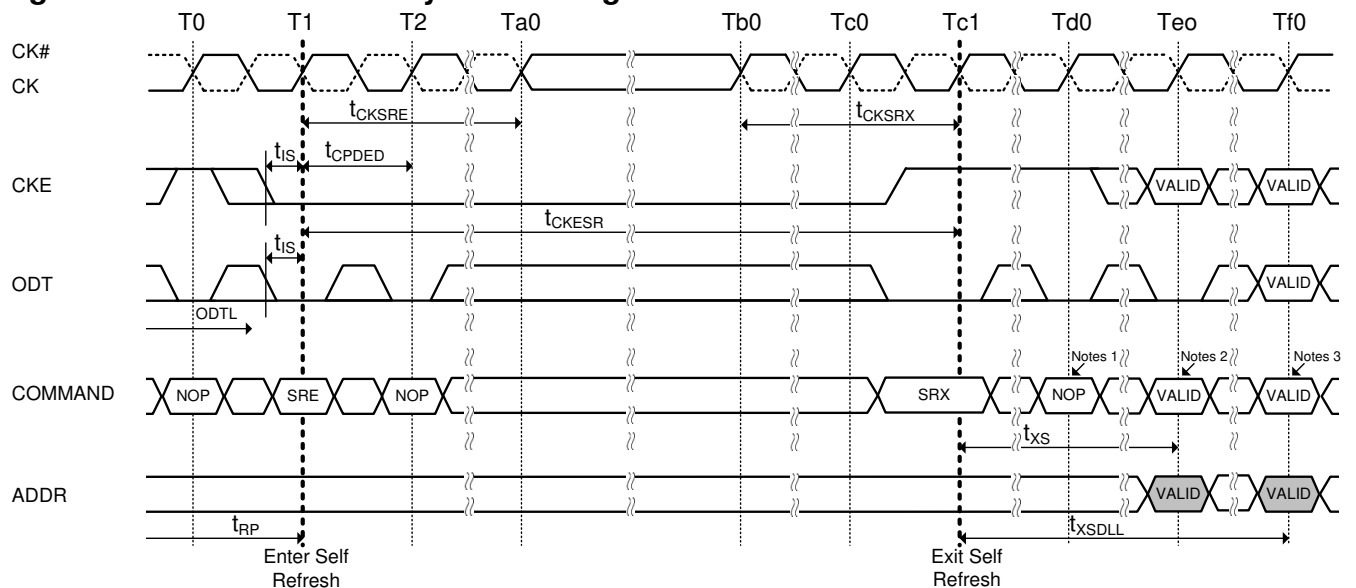 T0 T1 T2 Ta0 Tb0 Tc0 Tc1 Td0 Teo Tf0
CK#
CK
tCKSRE tCKSRX
tIS tCPDED
CKE VALID VALID
tCKESR
tIS
ODT VALID
ODTL
Notes 1 Notes 2 Notes 3
COMMAND NOP SRE NOP SRX NOP VALID VALID
tXS
ADDR VALID VALID
tRP tXSDLL
Enter Self Refresh
Exit Self Refresh